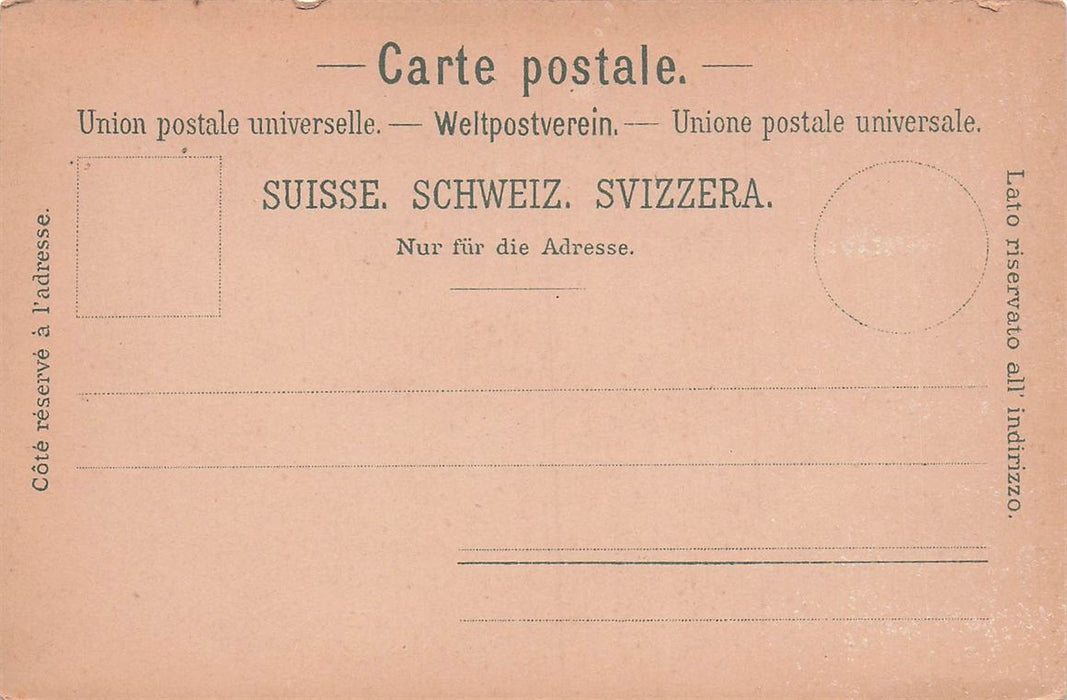 — Carte postale. —
Union postale universelle. — Weltpostverein. — Unione postale universale.
SUISSE. SCHWEIZ. SVIZZERA.
Nur für die Adresse.
Côté réservé à l'adresse.
Lato riservato all' indirizzo.